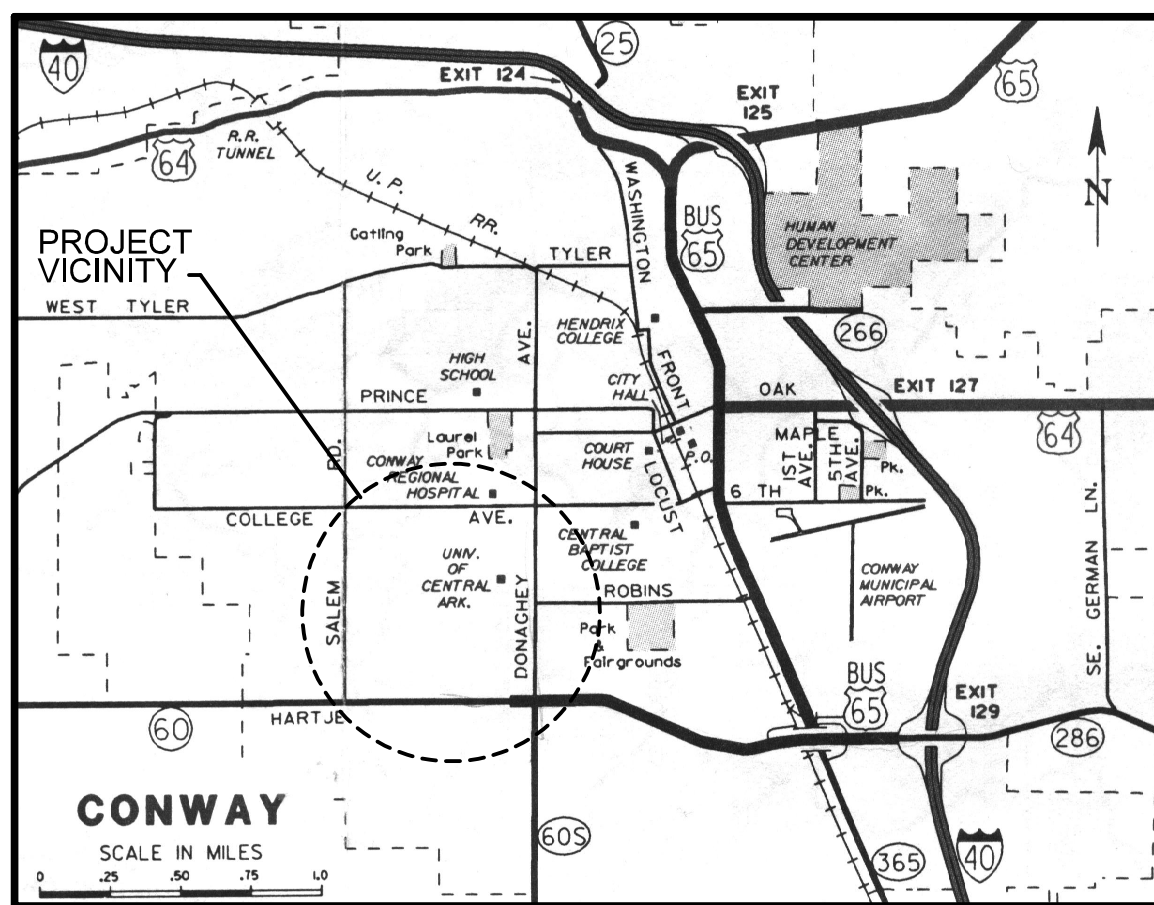 40
25
EXIT 124
65
EXIT
125
R.R.
TUNNEL
64
U.P.
RR.
WASHINGTON
BUS
65
N
HUMAN
DEVELOPMENT
CENTER
PROJECT
VICINITY
Gatling
Park
TYLER
WEST TYLER
AVE.
HENDRIX
COLLEGE
266
HIGH
SCHOOL
FRONT
CITY
HALL
OAK
EXIT 127
PRINCE
64
RD.
Laurel
Park
CONWAY
REGIONAL
HOSPITAL
COURT
HOUSE
P.O.
LOCUST
MAPLE
1ST
AVE.
5TH
AVE.
Pk.
Pk.
6 TH
COLLEGE
AVE.
CENTRAL
BAPTIST
COLLEGE
UNIV.
OF
CENTRAL
ARK.
CONWAY
MUNICIPAL
AIRPORT
SE. GERMAN LN.
SALEM
DONAGHEY
ROBINS
Park
&
Fairgrounds
BUS
65
EXIT
129
60
HARTJE
286
CONWAY
SCALE IN MILES
0 .25 .50 .75 1.0
60S
365
40